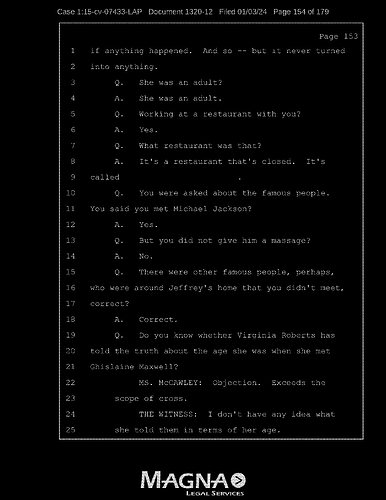 Case 1:15-cv-07433-LAP Document 1320-12 Filed 01/03/24 Page 154 of 179
Page 153
1 if anything happened. And so -- but it never turned
2 into anything.
3 Q. She was an adult?
4 A. She was an adult.
5 Q. Working at a restaurant with you?
6 A. Yes.
7 Q. What restaurant was that?
8 A. It's a restaurant that's closed. It's
9 called .
10 Q. You were asked about the famous people.
11 You said you met Michael Jackson?
12 A. Yes.
13 Q. But you did not give him a massage?
14 A. No.
15 Q. There were other famous people, perhaps,
16 who were around Jeffrey's home that you didn't meet,
17 correct?
18 A. Correct.
19 Q. Do you know whether Virginia Roberts has
20 told the truth about the age she was when she met
21 Ghislaine Maxwell?
22 MS. McCAWLEY: Objection. Exceeds the
23 scope of cross.
24 THE WITNESS: I don't have any idea what
25 she told them in terms of her age.
MAGNA
LEGAL SERVICES